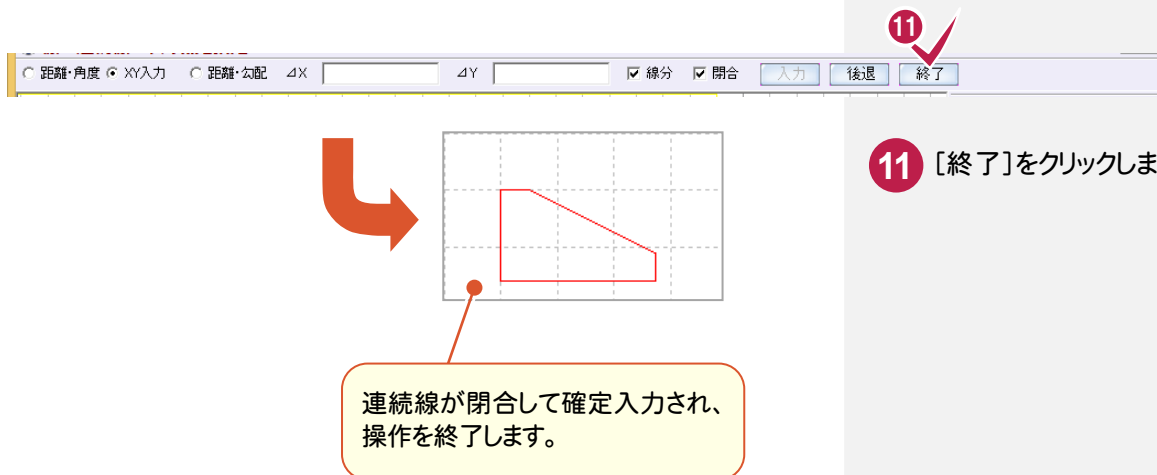 11
距離・角度 XY入力 距離・勾配 ⊿X ⊿Y 線分 閉合 入力 後退 終了
11 [終了]をクリックしま
連続線が閉合して確定入力され、
操作を終了します。